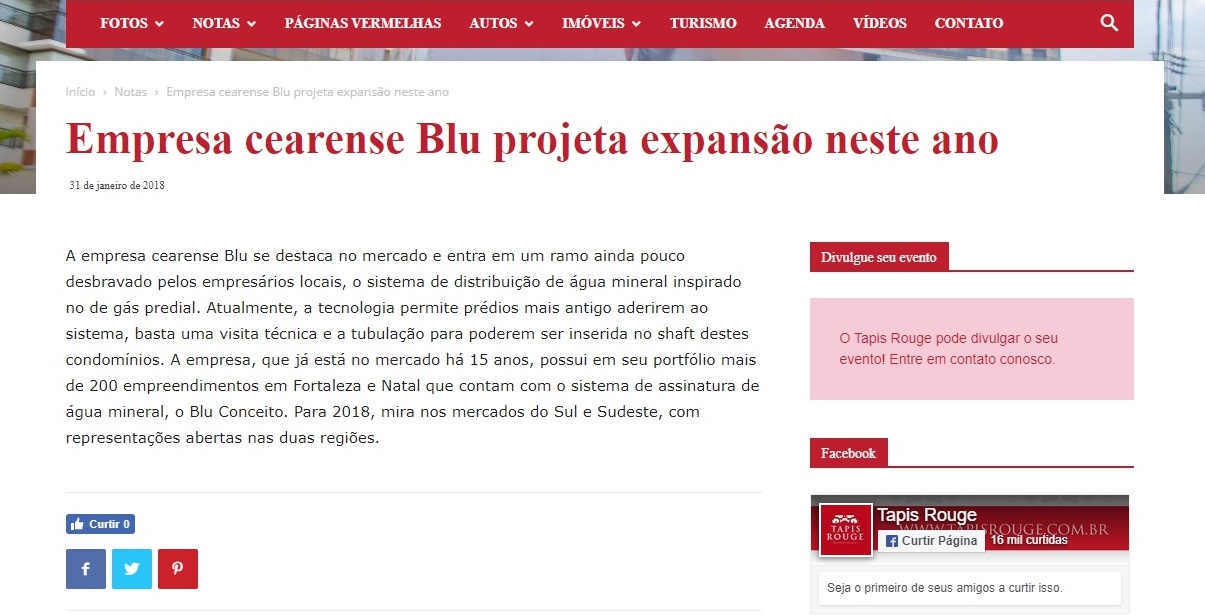 FOTOS NOTAS PÁGINAS VERMELHAS AUTOS IMÓVEIS TURISMO AGENDA VÍDEOS CONTATO
Início › Notas › Empresa cearense Blu projeta expansão neste ano
Empresa cearense Blu projeta expansão neste ano
31 de janeiro de 2018
A empresa cearense Blu se destaca no mercado e entra em um ramo ainda pouco
desbravado pelos empresários locais, o sistema de distribuição de água mineral inspirado
no de gás predial. Atualmente, a tecnologia permite prédios mais antigo aderirem ao
sistema, basta uma visita técnica e a tubulação para poderem ser inserida no shaft destes
condomínios. A empresa, que já está no mercado há 15 anos, possui em seu portfólio mais
de 200 empreendimentos em Fortaleza e Natal que contam com o sistema de assinatura de
água mineral, o Blu Conceito. Para 2018, mira nos mercados do Sul e Sudeste, com
representações abertas nas duas regiões.
Curtir 0
Divulgue seu evento
O Tapis Rouge pode divulgar o seu
evento! Entre em contato conosco.
Facebook
TAPIS
ROUGE
Tapis Rouge
WWW.TAPISROUGE.COM.BR
Curtir Página
16 mil curtidas
Seja o primeiro de seus amigos a curtir isso.